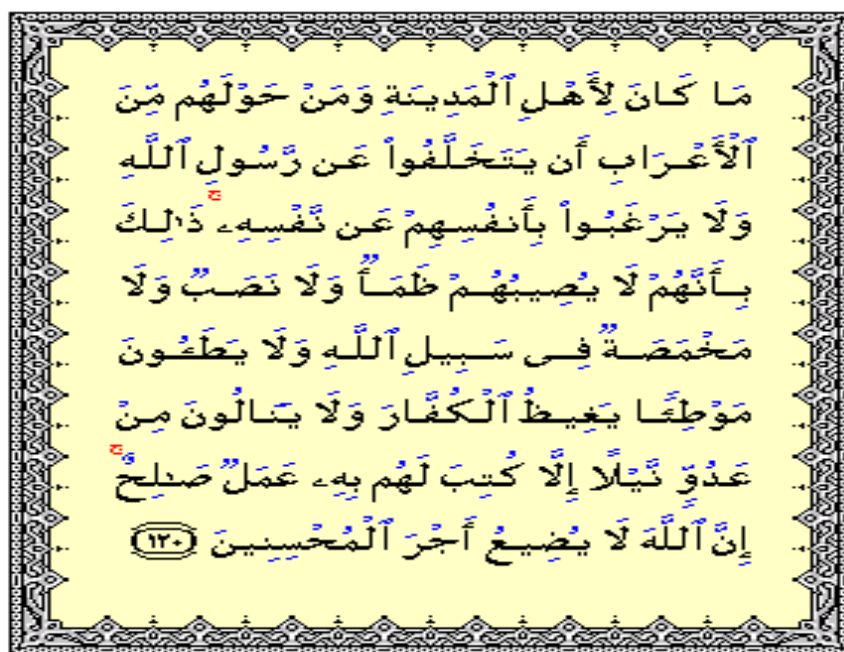 مَا كَانَ لِأَهْلِ ٱلْمَدِينَةِ وَمَنْ حَوْلَهُم مِّنَ
ٱلْأَعْرَابِ أَن يَتَخَلَّفُوا۟ عَن رَّسُولِ ٱللَّهِ
وَلَا يَرْغَبُوا۟ بِأَنفُسِهِمْ عَن نَّفْسِهِۦ ۚ ذَٰلِكَ
بِأَنَّهُمْ لَا يُصِيبُهُمْ ظَمَأٌ وَلَا نَصَبٌ وَلَا
مَخْمَصَةٌ فِى سَبِيلِ ٱللَّهِ وَلَا يَطَـُٔونَ
مَوْطِئًا يَغِيظُ ٱلْكُفَّارَ وَلَا يَنَالُونَ مِنْ
عَدُوٍّ نَّيْلًا إِلَّا كُتِبَ لَهُم بِهِۦ عَمَلٌ صَٰلِحٌ ۚ
إِنَّ ٱللَّهَ لَا يُضِيعُ أَجْرَ ٱلْمُحْسِنِينَ ١٢٠